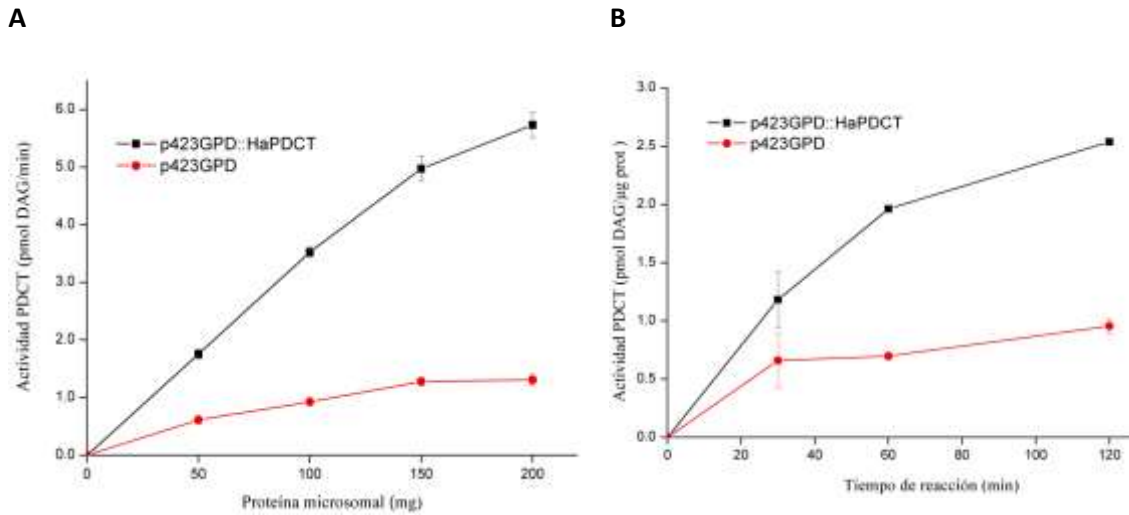 A
B
6.0
5.0
4.0
3.0
2.0
1.0
0.0
0
50
100
150
200
Actividad PDCT (pmol DAG/min)
Proteína microsomal (mg)
p423GPD::HaPDCT
p423GPD
3.0
2.5
2.0
1.5
1.0
0.5
0.0
0
20
40
60
80
100
120
Actividad PDCT (pmol DAG/µg prot )
Tiempo de reacción (min)
p423GPD::HaPDCT
p423GPD